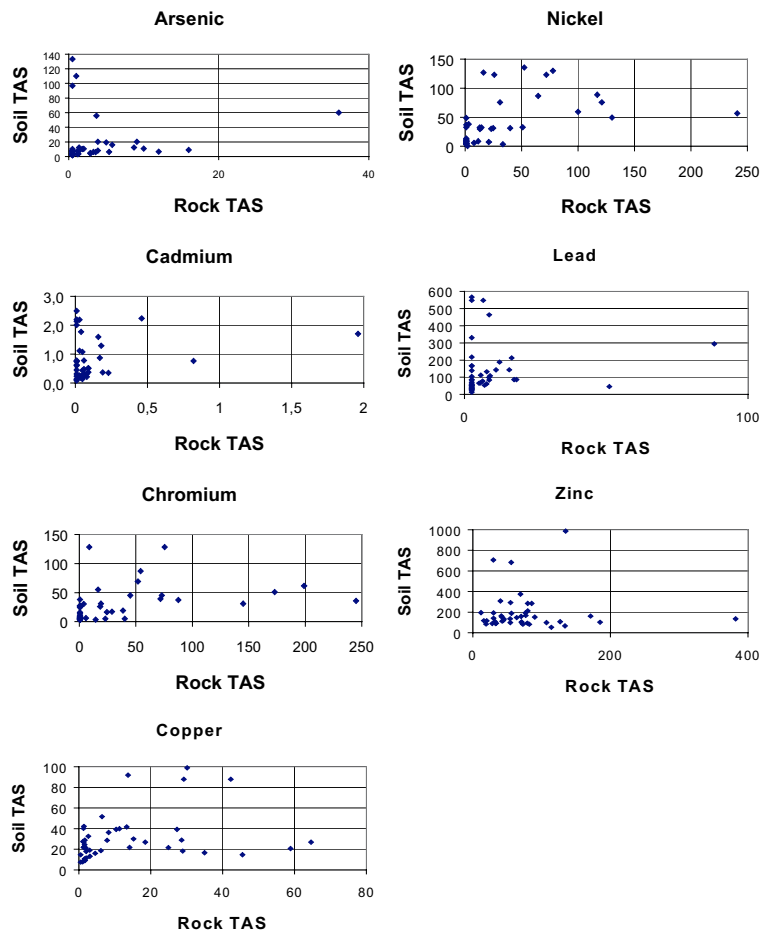 Arsenic
Soil TAS
140
120
100
80
60
40
20
0
0 20 40
Rock TAS
Nickel
Soil TAS
150
100
50
0
0 50 100 150 200 250
Rock TAS
Cadmium
Soil TAS
3,0
2,0
1,0
0,0
0 0,5 1 1,5 2
Rock TAS
Lead
Soil TAS
600
500
400
300
200
100
0
0 100
Rock TAS
Chromium
Soil TAS
150
100
50
0
0 50 100 150 200 250
Rock TAS
Zinc
Soil TAS
1000
800
600
400
200
0
0 200 400
Rock TAS
Copper
Soil TAS
100
80
60
40
20
0
0 20 40 60 80
Rock TAS